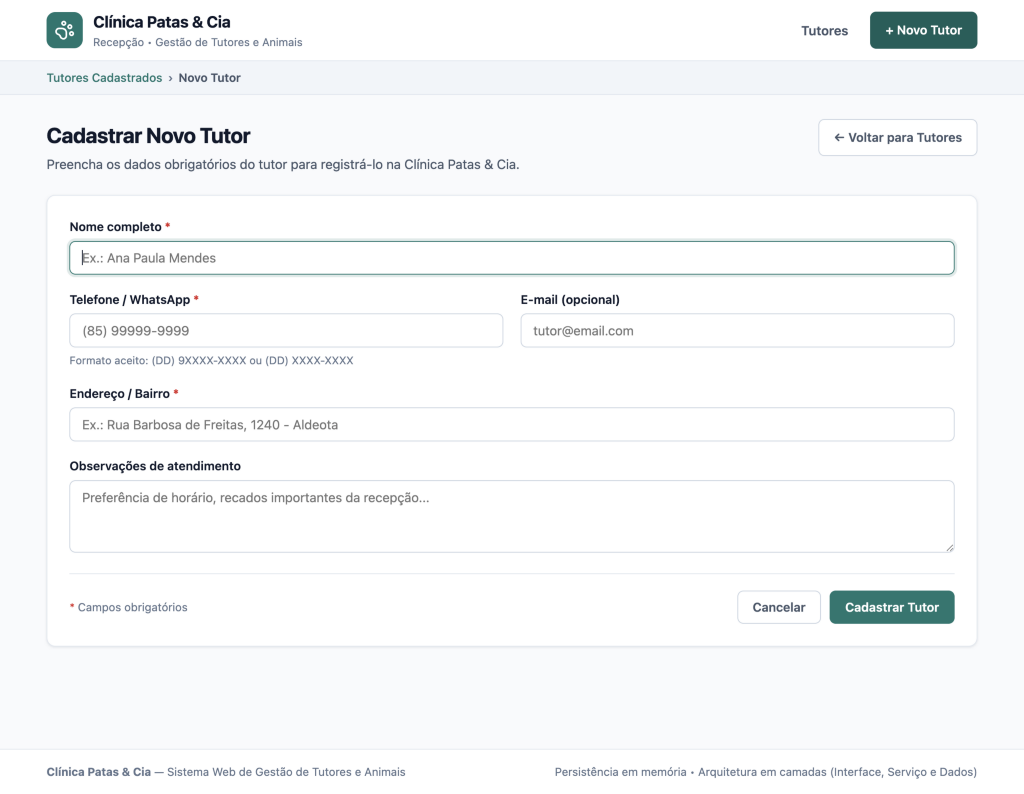 Clínica Patas & Cia
Recepção • Gestão de Tutores e Animais
Tutores
+ Novo Tutor
Tutores Cadastrados › Novo Tutor
Cadastrar Novo Tutor
Preencha os dados obrigatórios do tutor para registrá-lo na Clínica Patas & Cia.
← Voltar para Tutores
Nome completo *
Ex.: Ana Paula Mendes
Telefone / WhatsApp *
(85) 99999-9999
Formato aceito: (DD) 9XXXX-XXXX ou (DD) XXXX-XXXX
E-mail (opcional)
tutor@email.com
Endereço / Bairro *
Ex.: Rua Barbosa de Freitas, 1240 - Aldeota
Observações de atendimento
Preferência de horário, recados importantes da recepção...
* Campos obrigatórios
Cancelar
Cadastrar Tutor
Clínica Patas & Cia — Sistema Web de Gestão de Tutores e Animais
Persistência em memória • Arquitetura em camadas (Interface, Serviço e Dados)